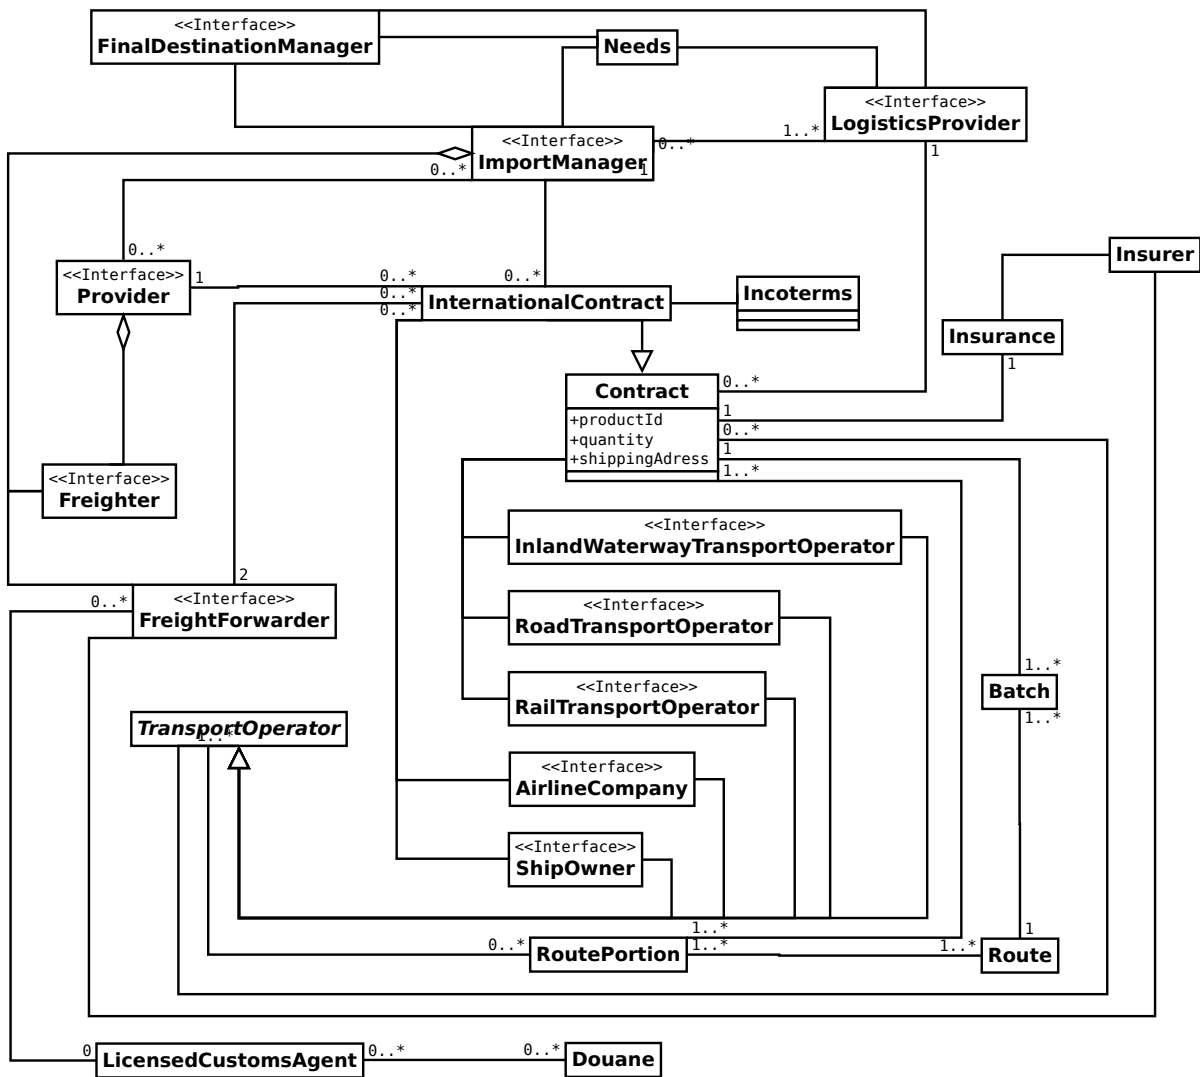 <<Interface>>
FinalDestinationManager
Needs
<<Interface>>
LogisticsProvider
1..*
1
<<Interface>>
ImportManager
0..*
0..*
1
0..*
<<Interface>>
Provider
1
0..*
0..*
0..*
0..*
InternationalContract
Incoterms
Insurer
Insurance
1
Contract
+productId
+quantity
+shippingAdress
0..*
1
0..*
1
1..*
<<Interface>>
Freighter
<<Interface>>
InlandWaterwayTransportOperator
2
0..*
<<Interface>>
FreightForwarder
<<Interface>>
RoadTransportOperator
<<Interface>>
RailTransportOperator
1..*
Batch
1..*
TransportOperator
1..*
<<Interface>>
AirlineCompany
<<Interface>>
ShipOwner
1..*
0..*
RoutePortion
1..*
1..*
1
Route
0
LicensedCustomsAgent
0..*
0..*
Douane